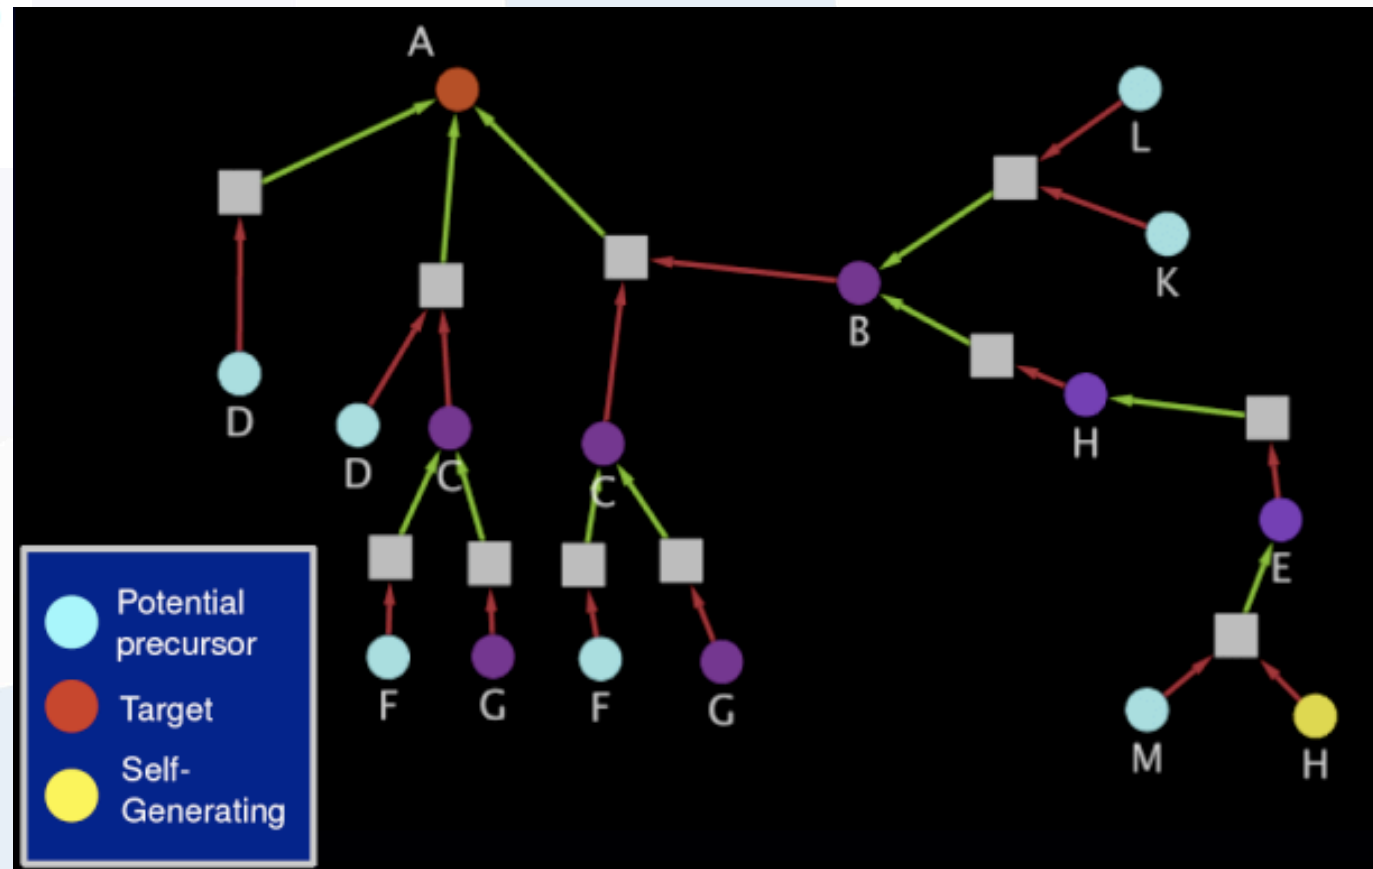 A
L
K
B
D
H
D
C
C
E
F
G
F
G
M
H
Potential
precursor
Target
Self-
Generating